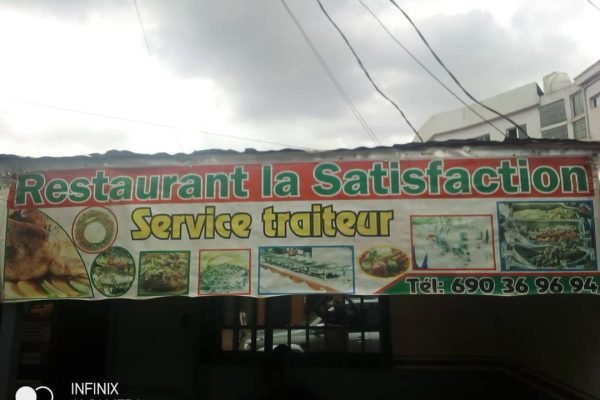 Restaurant la Satisfaction
Service traiteur
Tél: 690 36 96 94
INFINIX